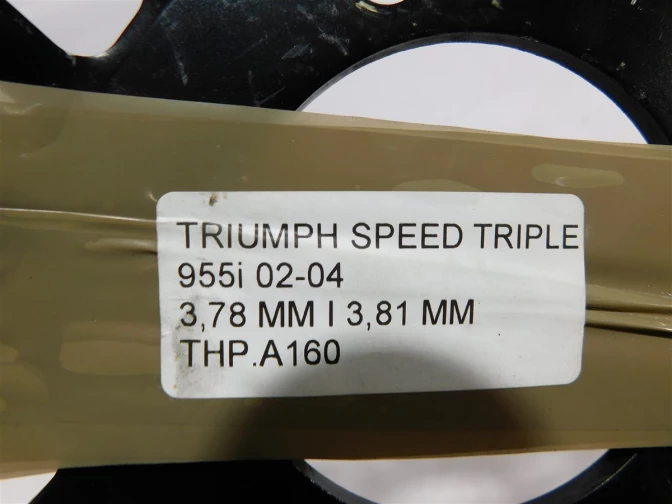 TRIUMPH SPEED TRIPLE
955i 02-04
3,78 MM I 3,81 MM
THP.A160